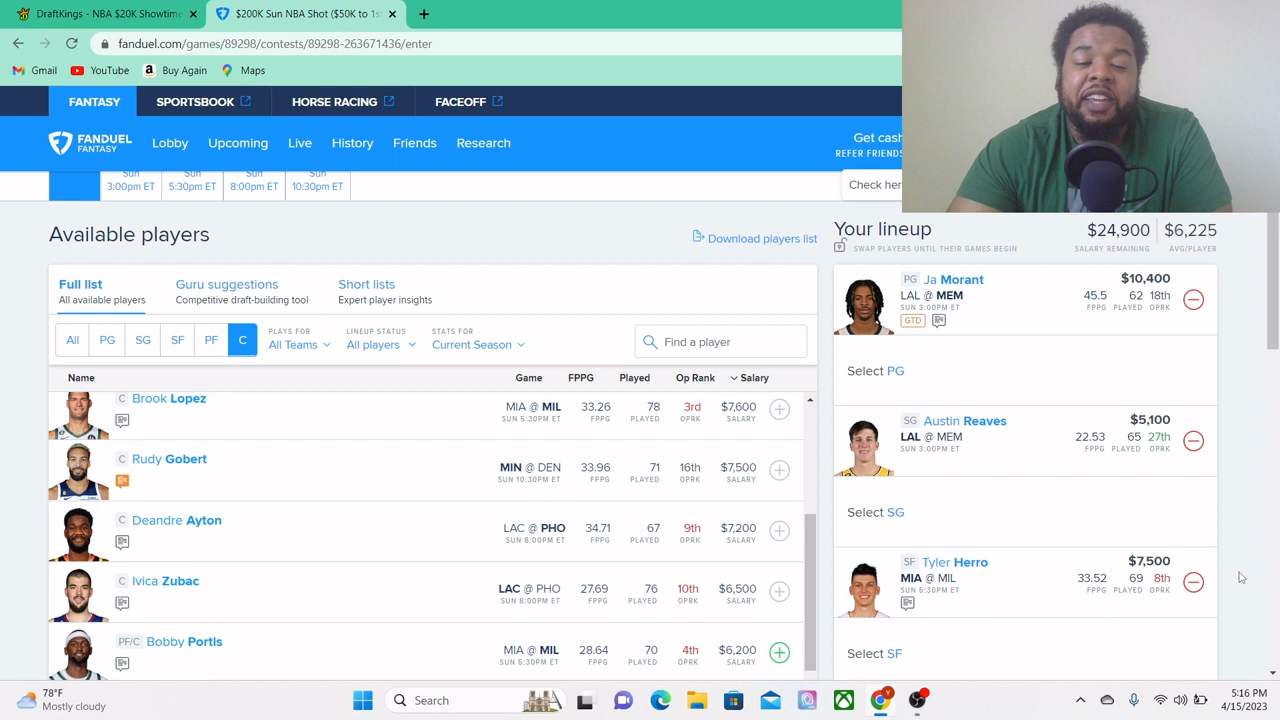 DraftKings - $20K Showtime
$200K Sun NBA Shot ($50K to 1s
fanduel.com/games/89298/contests/89298-263671436/enter
Gmail YouTube Buy Again Maps
FANTASY SPORTSBOOK HORSE RACING FACEOFF
FANDUEL FANTASY Lobby Upcoming Live History Friends Research
Get cash
REFER FRIENDS
Sun Sun Sun Sun
3:00pm ET 5:30pm ET 8:00pm ET 10:30pm ET
Check her
Available players
Download players list
Full list Guru suggestions Short lists
All available players Competitive draft-building tool Expert player insights
All PG SG SF PF C
PLAYS FOR LINEUP STATUS STATS FOR
All Teams All players Current Season
Find a player
Name Game FPPG Played Op Rank Salary
C Brook Lopez MIA @ MIL 33.26 78 3rd $7,600
SUN 5:30PM ET FPPG PLAYED OPRK SALARY
C Rudy Gobert MIN @ DEN 33.96 71 16th $7,500
SUN 10:30PM ET FPPG PLAYED OPRK SALARY
C Deandre Ayton LAC @ PHO 34.71 67 9th $7,200
SUN 8:00PM ET FPPG PLAYED OPRK SALARY
C Ivica Zubac LAC @ PHO 27.69 76 10th $6,500
SUN 8:00PM ET FPPG PLAYED OPRK SALARY
PF/C Bobby Portis MIA @ MIL 28.64 70 4th $6,200
SUN 5:30PM ET FPPG PLAYED OPRK SALARY
Your lineup $24,900 $6,225
SWAP PLAYERS UNTIL THEIR GAMES BEGIN SALARY REMAINING AVG/PLAYER
PG Ja Morant $10,400
LAL @ MEM 45.5 62 18th
SUN 3:00PM ET FPPG PLAYED OPRK
GTD
Select PG
SG Austin Reaves $5,100
LAL @ MEM 22.53 65 27th
SUN 3:00PM ET FPPG PLAYED OPRK
Select SG
SF Tyler Herro $7,500
MIA @ MIL 33.52 69 8th
SUN 5:30PM ET FPPG PLAYED OPRK
Select SF
78°F
Mostly cloudy
Search
5:16 PM
4/15/2023